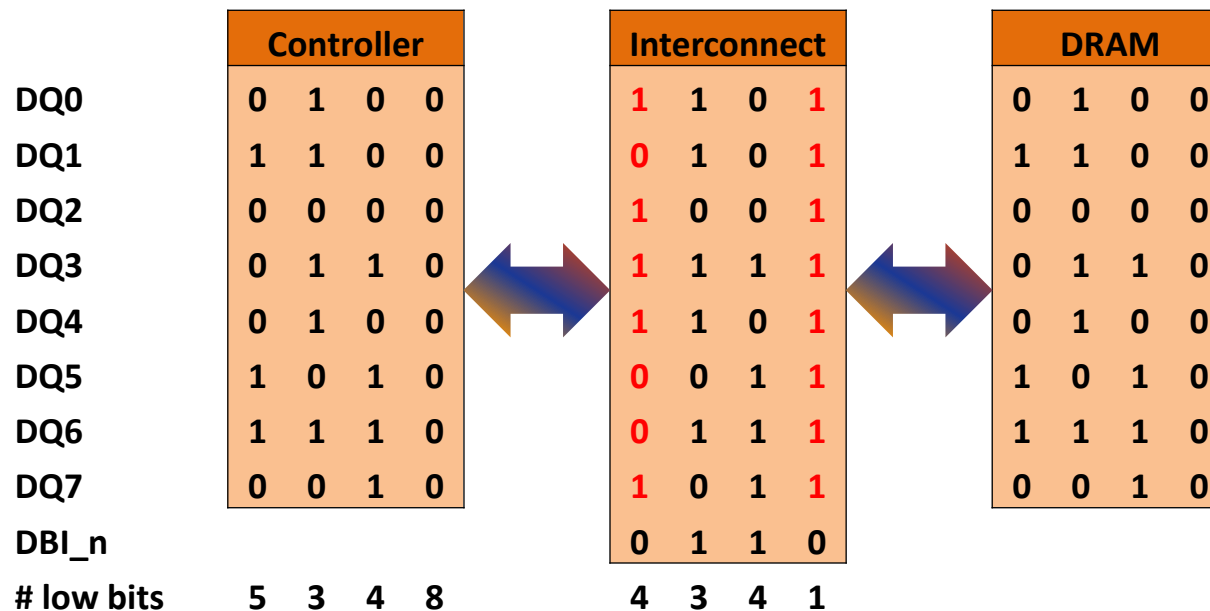 Controller Interconnect DRAM
DQ0 0 1 0 0 1 1 0 1 0 1 0 0
DQ1 1 1 0 0 0 1 0 1 1 1 0 0
DQ2 0 0 0 0 1 0 0 1 0 0 0 0
DQ3 0 1 1 0 1 1 1 1 0 1 1 0
DQ4 0 1 0 0 1 1 0 1 0 1 0 0
DQ5 1 0 1 0 0 0 1 1 1 0 1 0
DQ6 1 1 1 0 0 1 1 1 1 1 1 0
DQ7 0 0 1 0 1 0 1 1 0 0 1 0
DBI_n 0 1 1 0
# low bits 5 3 4 8 4 3 4 1